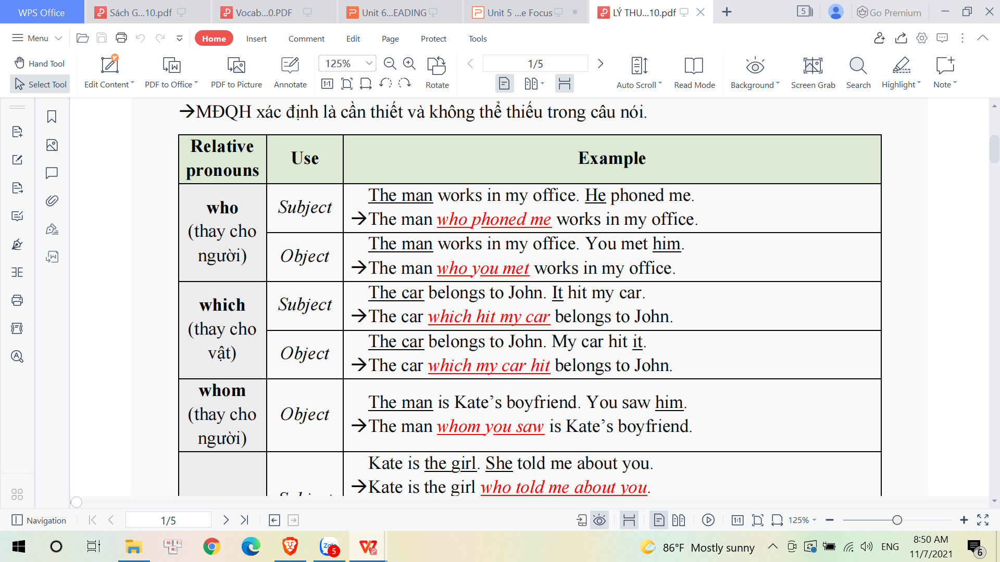 WPS Office
Sách G...10.pdf
Vocab...0.PDF
Unit 6...EADING
Unit 5 ...e Focus
LÝ THU...10.pdf
5
Go Premium
Menu
Home
Insert
Comment
Edit
Page
Protect
Tools
Hand Tool
Select Tool
Edit Content
PDF to Office
PDF to Picture
Annotate
125%
1:1
Rotate
1/5
Auto Scroll
Read Mode
Background
Screen Grab
Search
Highlight
Note
→MĐQH xác định là cần thiết và không thể thiếu trong câu nói.
Relative
pronouns
Use
Example
who
(thay cho
người)
Subject
The man works in my office. He phoned me.
→The man who phoned me works in my office.
Object
The man works in my office. You met him.
→The man who you met works in my office.
which
(thay cho
vật)
Subject
The car belongs to John. It hit my car.
→The car which hit my car belongs to John.
Object
The car belongs to John. My car hit it.
→The car which my car hit belongs to John.
whom
(thay cho
người)
Object
The man is Kate’s boyfriend. You saw him.
→The man whom you saw is Kate’s boyfriend.
Kate is the girl. She told me about you.
→Kate is the girl who told me about you.
Navigation
1/5
1:1
125%
Zalo
5
86°F Mostly sunny
ENG
8:50 AM
11/7/2021
6